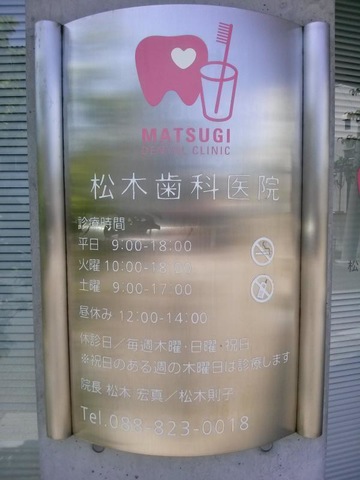 MATSUGI
DENTAL CLINIC
松木歯科医院
診療時間
平日 9:00-18:00
火曜 10:00-18:00
土曜 9:00-17:00
昼休み 12:00-14:00
休診日／毎週木曜・日曜・祝日
※祝日のある週の木曜日は診療します
院長 松木 宏真／松木則子
Tel.088-823-0018